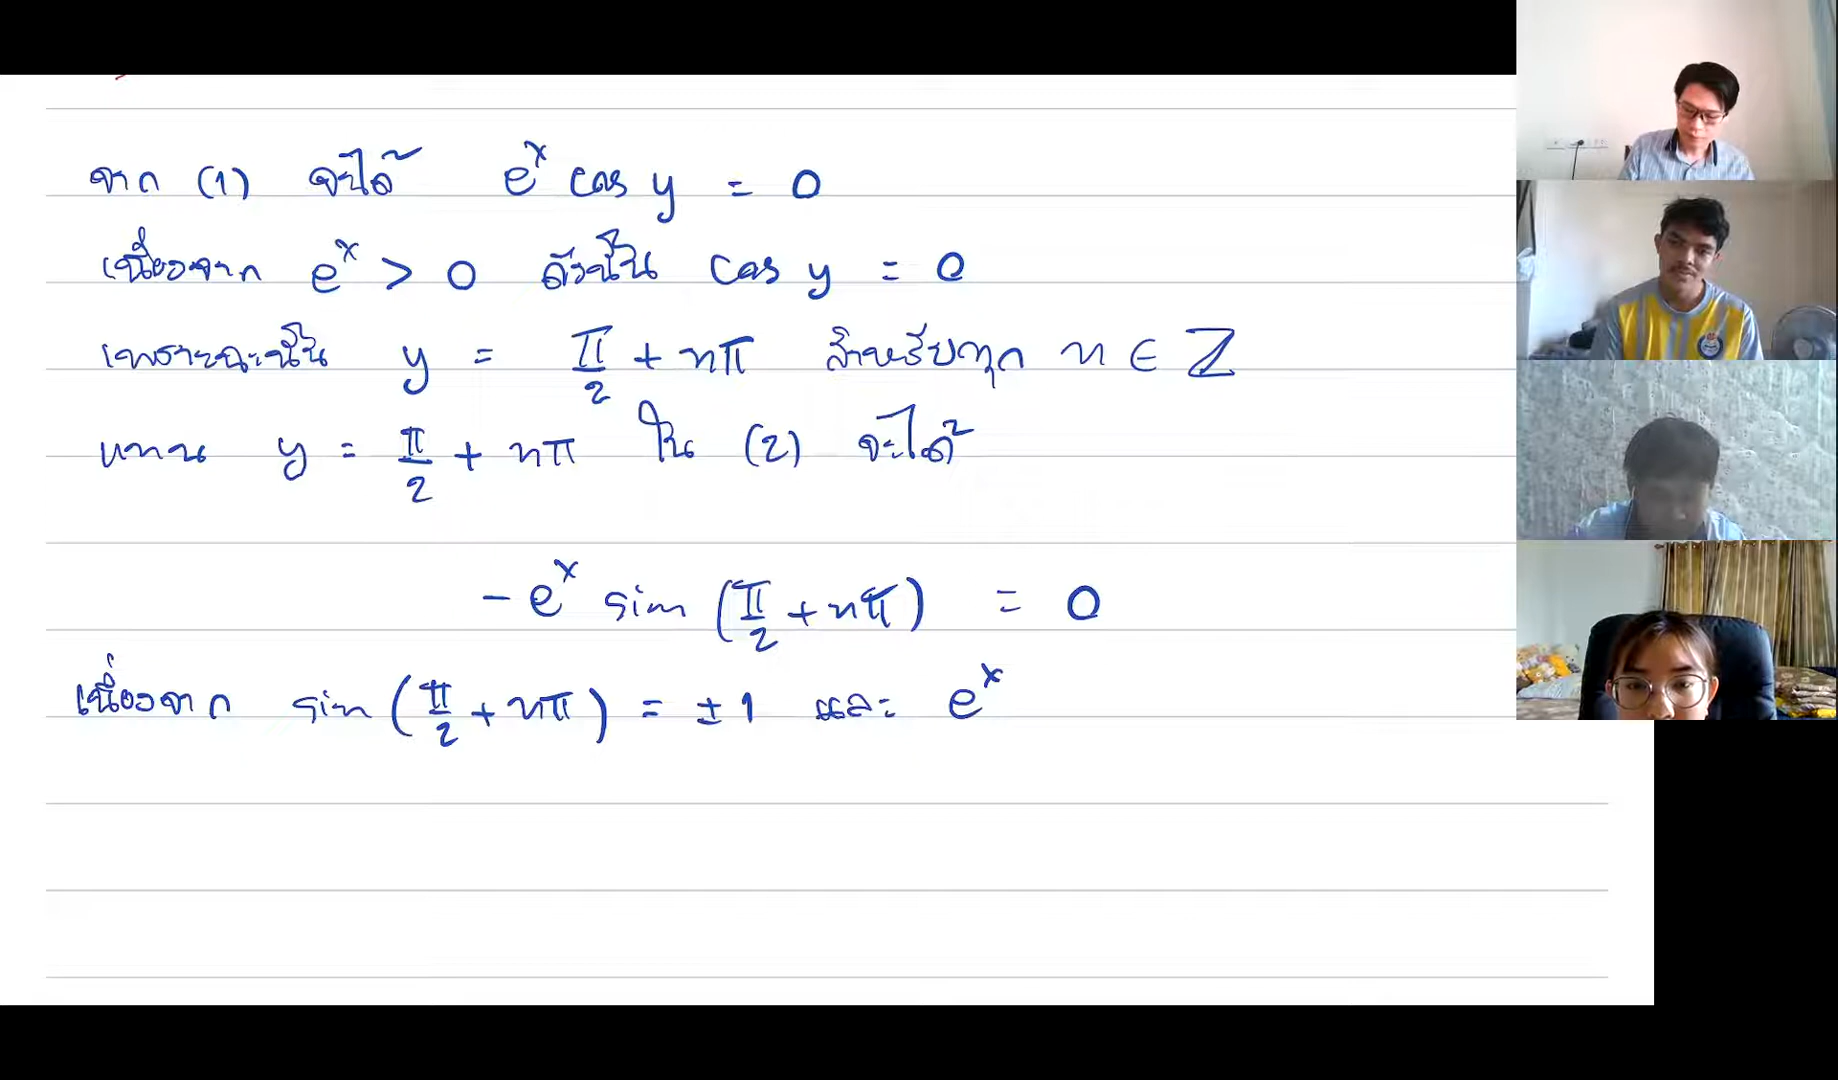 จาก (1) จะได้ e^x cos y = 0
เนื่องจาก e^x > 0 ดังนั้น cos y = 0
เพราะฉะนั้น y = π/2 + nπ สำหรับทุก n ∈ ℤ
แทน y = π/2 + nπ ใน (2) จะได้
- e^x sin (π/2 + nπ) = 0
เนื่องจาก sin (π/2 + nπ) = ±1 และ e^x